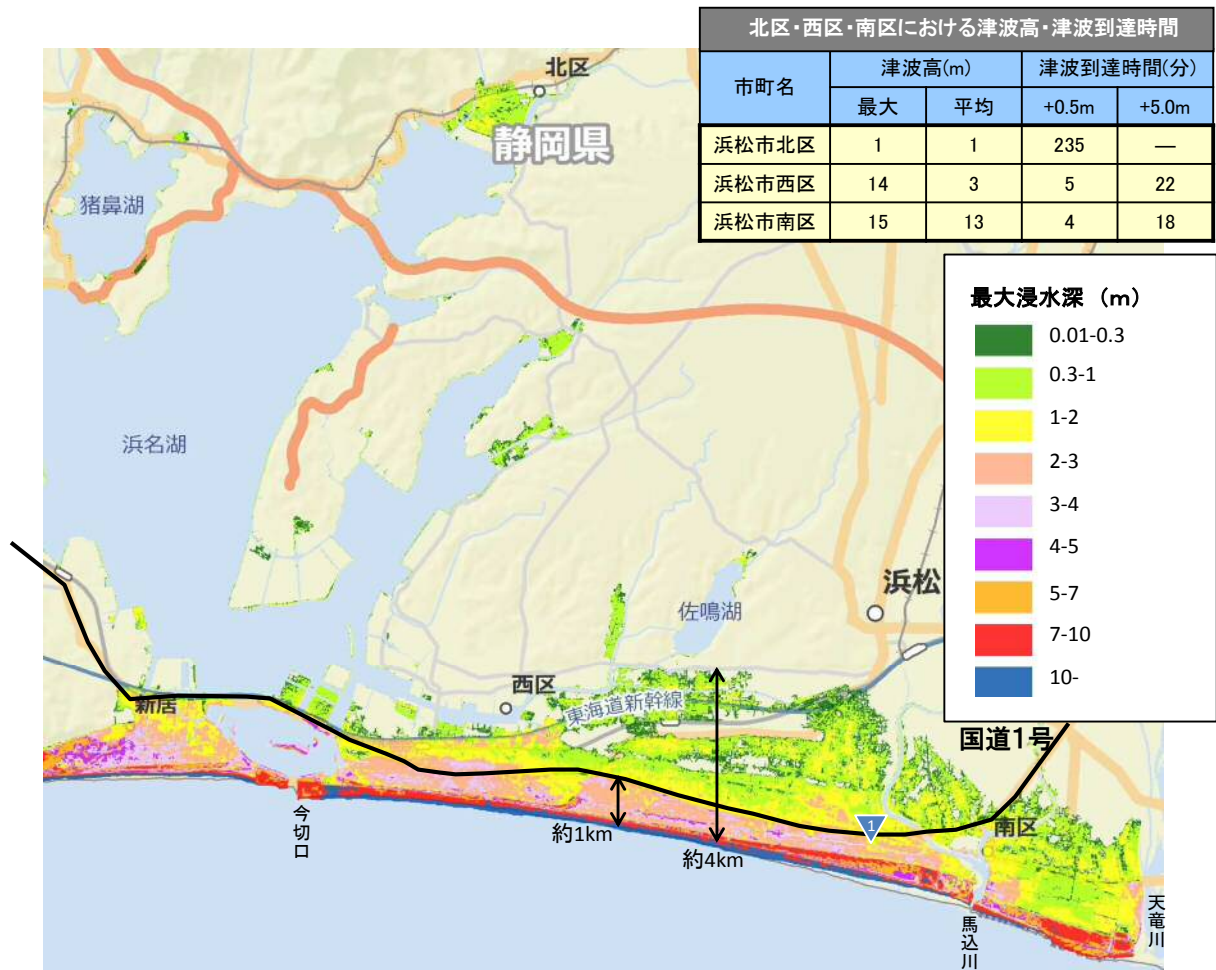 北区・西区・南区における津波高・津波到達時間
市町名
津波高(m)
津波到達時間(分)
最大
平均
+0.5m
+5.0m
浜松市北区
1
1
235
―
浜松市西区
14
3
5
22
浜松市南区
15
13
4
18
北区
静岡県
猪鼻湖
浜名湖
最大浸水深 (m)
0.01-0.3
0.3-1
1-2
2-3
3-4
4-5
5-7
7-10
10-
浜松
佐鳴湖
西区
東海道新幹線
新居
国道1号
今切口
約1km
約4km
1
南区
馬込川
天竜川